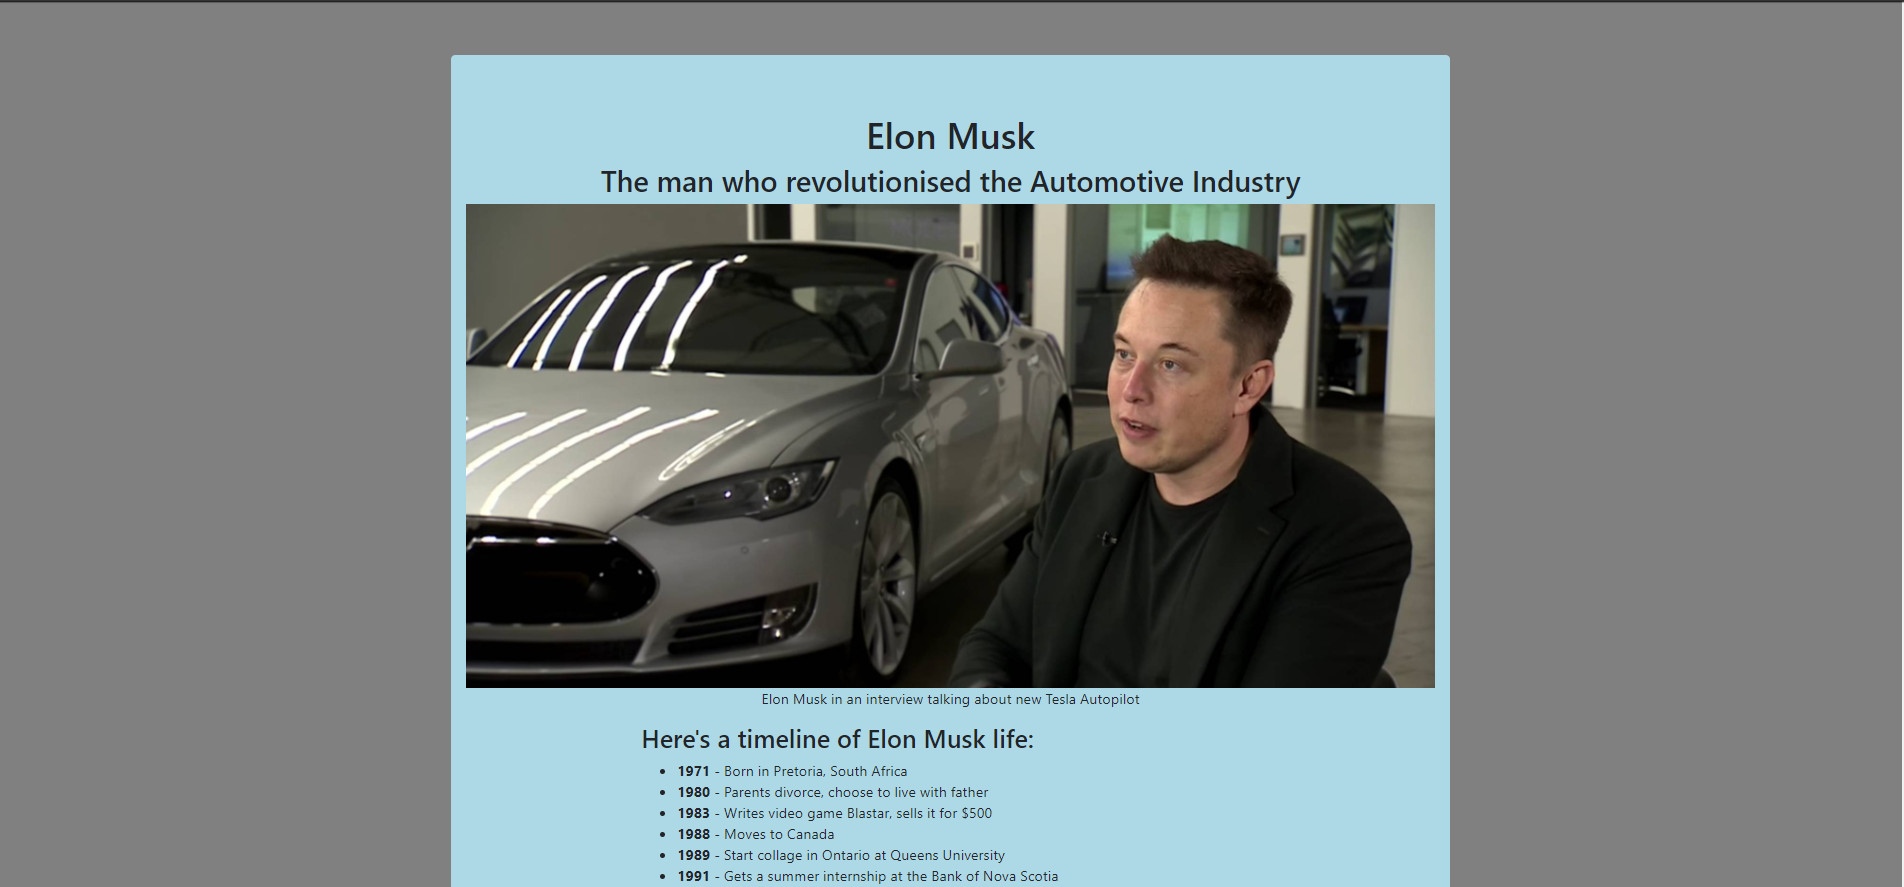 Elon Musk
The man who revolutionised the Automotive Industry
Elon Musk in an interview talking about new Tesla Autopilot
Here's a timeline of Elon Musk life:
• 1971 - Born in Pretoria, South Africa
• 1980 - Parents divorce, choose to live with father
• 1983 - Writes video game Blastar, sells it for $500
• 1988 - Moves to Canada
• 1989 - Start collage in Ontario at Queens University
• 1991 - Gets a summer internship at the Bank of Nova Scotia